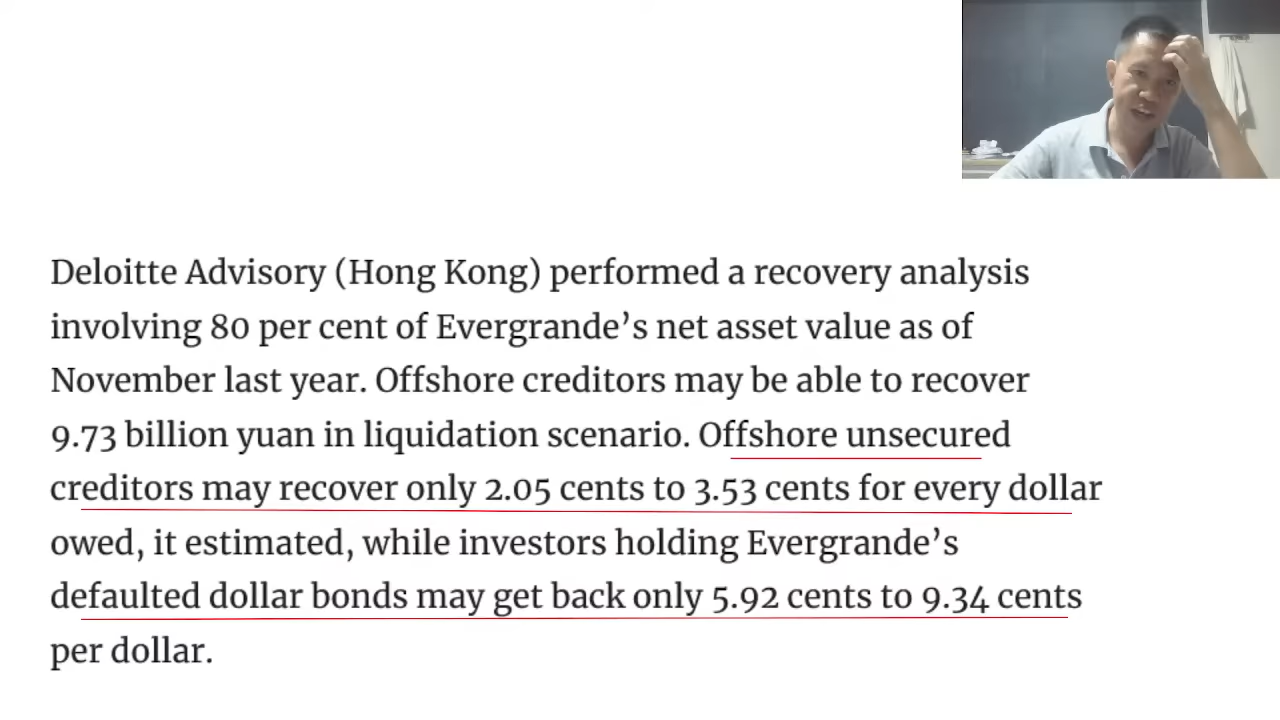 Deloitte Advisory (Hong Kong) performed a recovery analysis
involving 80 per cent of Evergrande’s net asset value as of
November last year. Offshore creditors may be able to recover
9.73 billion yuan in liquidation scenario. Offshore unsecured
creditors may recover only 2.05 cents to 3.53 cents for every dollar
owed, it estimated, while investors holding Evergrande’s
defaulted dollar bonds may get back only 5.92 cents to 9.34 cents
per dollar.